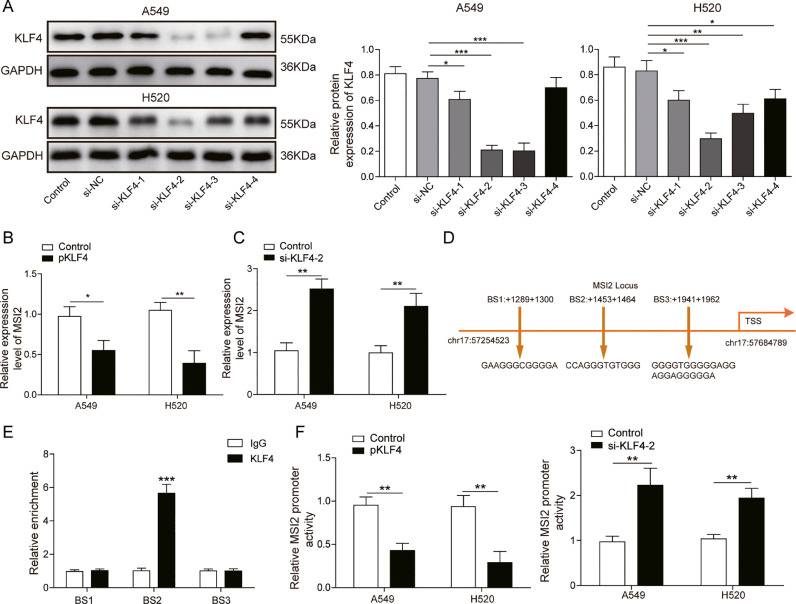 A
A549
KLF4
55KDa
GAPDH
36KDa
H520
KLF4
55KDa
GAPDH
36KDa
Control
si-NC
si-KLF4-1
si-KLF4-2
si-KLF4-3
si-KLF4-4
A549
Relative protein
expresssion of KLF4
1.0
0.8
0.6
0.4
0.2
0.0
***
***
*
Control
si-NC
si-KLF4-1
si-KLF4-2
si-KLF4-3
si-KLF4-4
H520
1.0
0.8
0.6
0.4
0.2
0.0
*
**
***
*
Control
si-NC
si-KLF4-1
si-KLF4-2
si-KLF4-3
si-KLF4-4
B
Control
pKLF4
Relative expresssion
level of MSI2
1.5
1.0
0.5
0.0
*
**
A549
H520
C
Control
si-KLF4-2
Relative expresssion
level of MSI2
3
2
1
0
**
**
A549
H520
D
MSI2 Locus
BS1:+1289+1300
BS2:+1453+1464
BS3:+1941+1962
TSS
chr17:57254523
chr17:57684789
GAAGGGCGGGGA
CCAGGGTGTGGG
GGGGTGGGGGAGG
AGGAGGGGGA
E
IgG
KLF4
Relative enrichment
8
6
4
2
0
***
BS1
BS2
BS3
F
Control
pKLF4
Relative MSI2 promoter
activity
1.5
1.0
0.5
0.0
**
**
A549
H520
Control
si-KLF4-2
Relative MSI2 promoter
activity
3
2
1
0
**
**
A549
H520